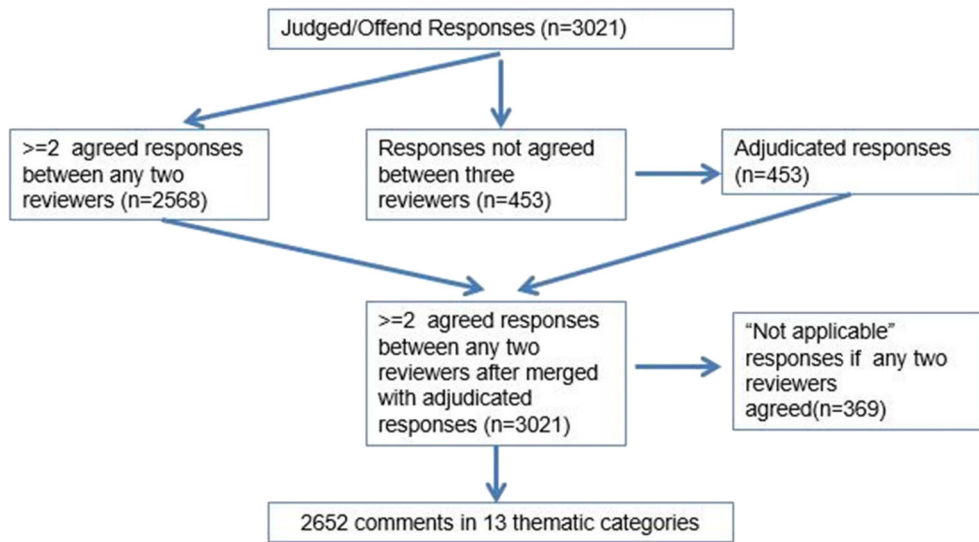 Judged/Offend Responses (n=3021)
>=2 agreed responses
between any two
reviewers (n=2568)
Responses not agreed
between three
reviewers (n=453)
Adjudicated responses
(n=453)
>=2 agreed responses
between any two
reviewers after merged
with adjudicated
responses (n=3021)
“Not applicable”
responses if any two
reviewers
agreed(n=369)
2652 comments in 13 thematic categories